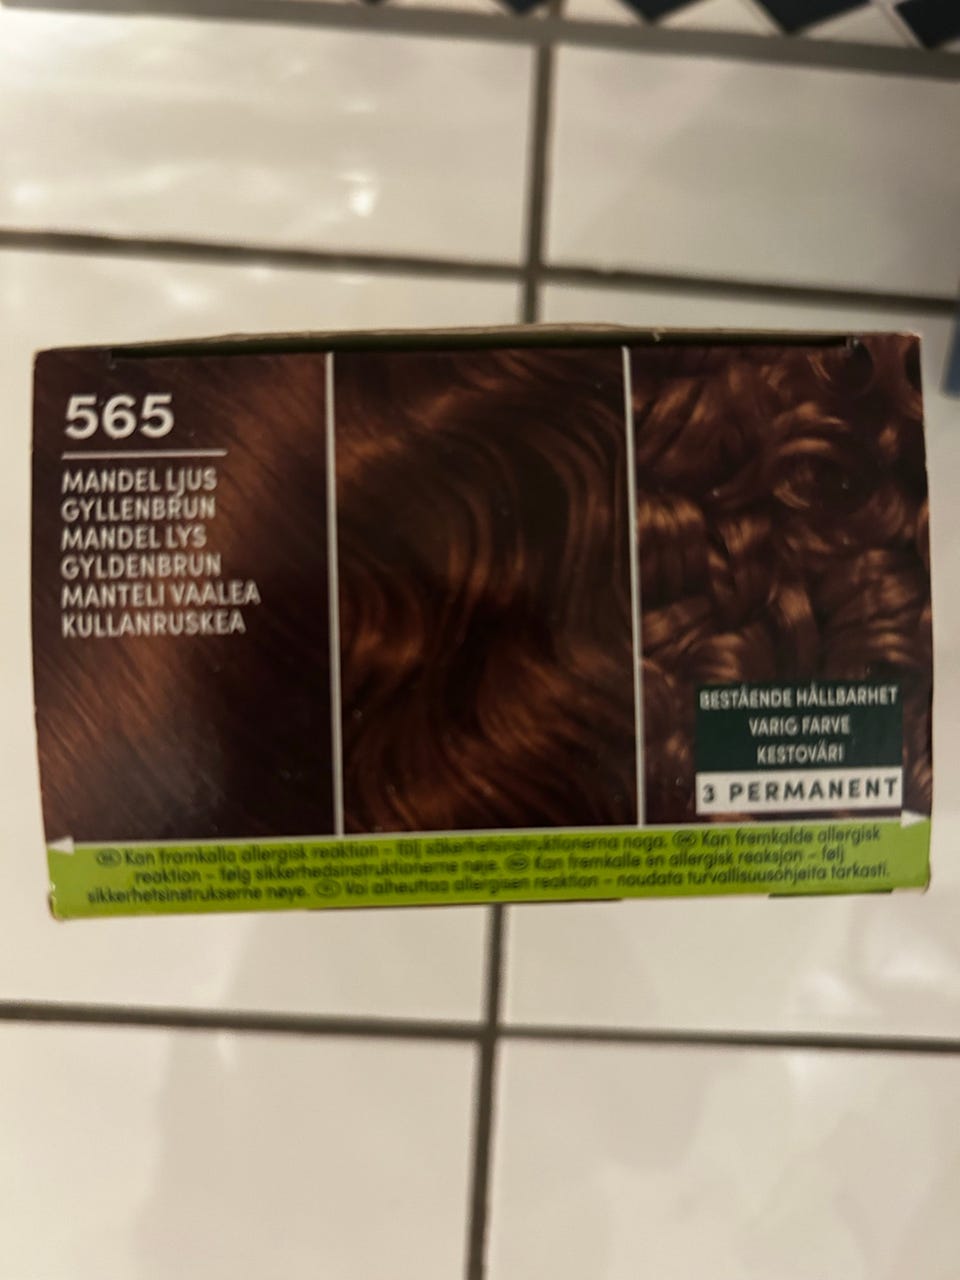 565
MANDEL LJUS
GYLLENBRUN
MANDEL LYS
GYLDENBRUN
MANTELI VAALEA
KULLANRUSKEA
BESTÅENDE HÅLLBARHET
VARIG FARVE
KESTOVÄRI
3 PERMANENT
Kan framkalla allergisk reaktion – följ säkerhetsinstruktionerna noga. Kan fremkalde allergisk
reaktion – følg sikkerhedsinstruktionerne nøje. Kan fremkalle en allergisk reaksjon – følg
sikkerhetsinstruksene nøye. Voi aiheuttaa allergisen reaktion – noudata turvallisuusohjeita tarkasti.